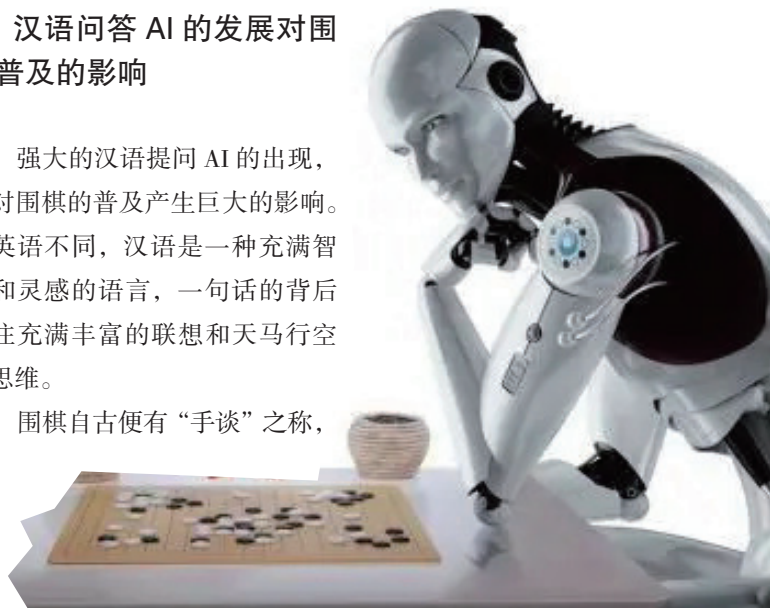 汉语问答 AI 的发展对围
普及的影响
强大的汉语提问 AI 的出现，
对围棋的普及产生巨大的影响。
英语不同，汉语是一种充满智
和灵感的语言，一句话的背后
往充满丰富的联想和天马行空
思维。
围棋自古便有“手谈”之称，